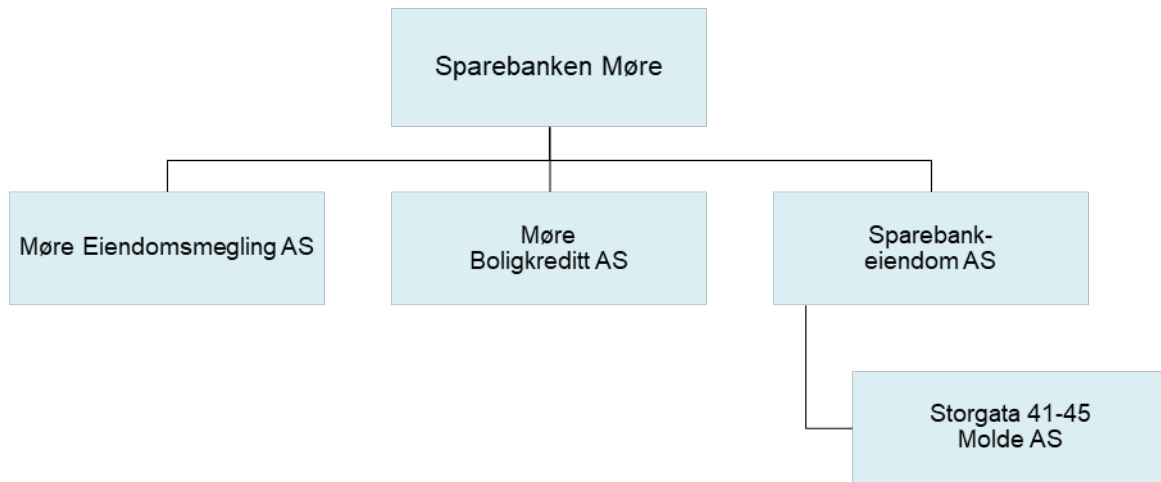 Sparebanken Møre
Møre Eiendomsmegling AS
Møre
Boligkreditt AS
Sparebank-
eiendom AS
Storgata 41-45
Molde AS